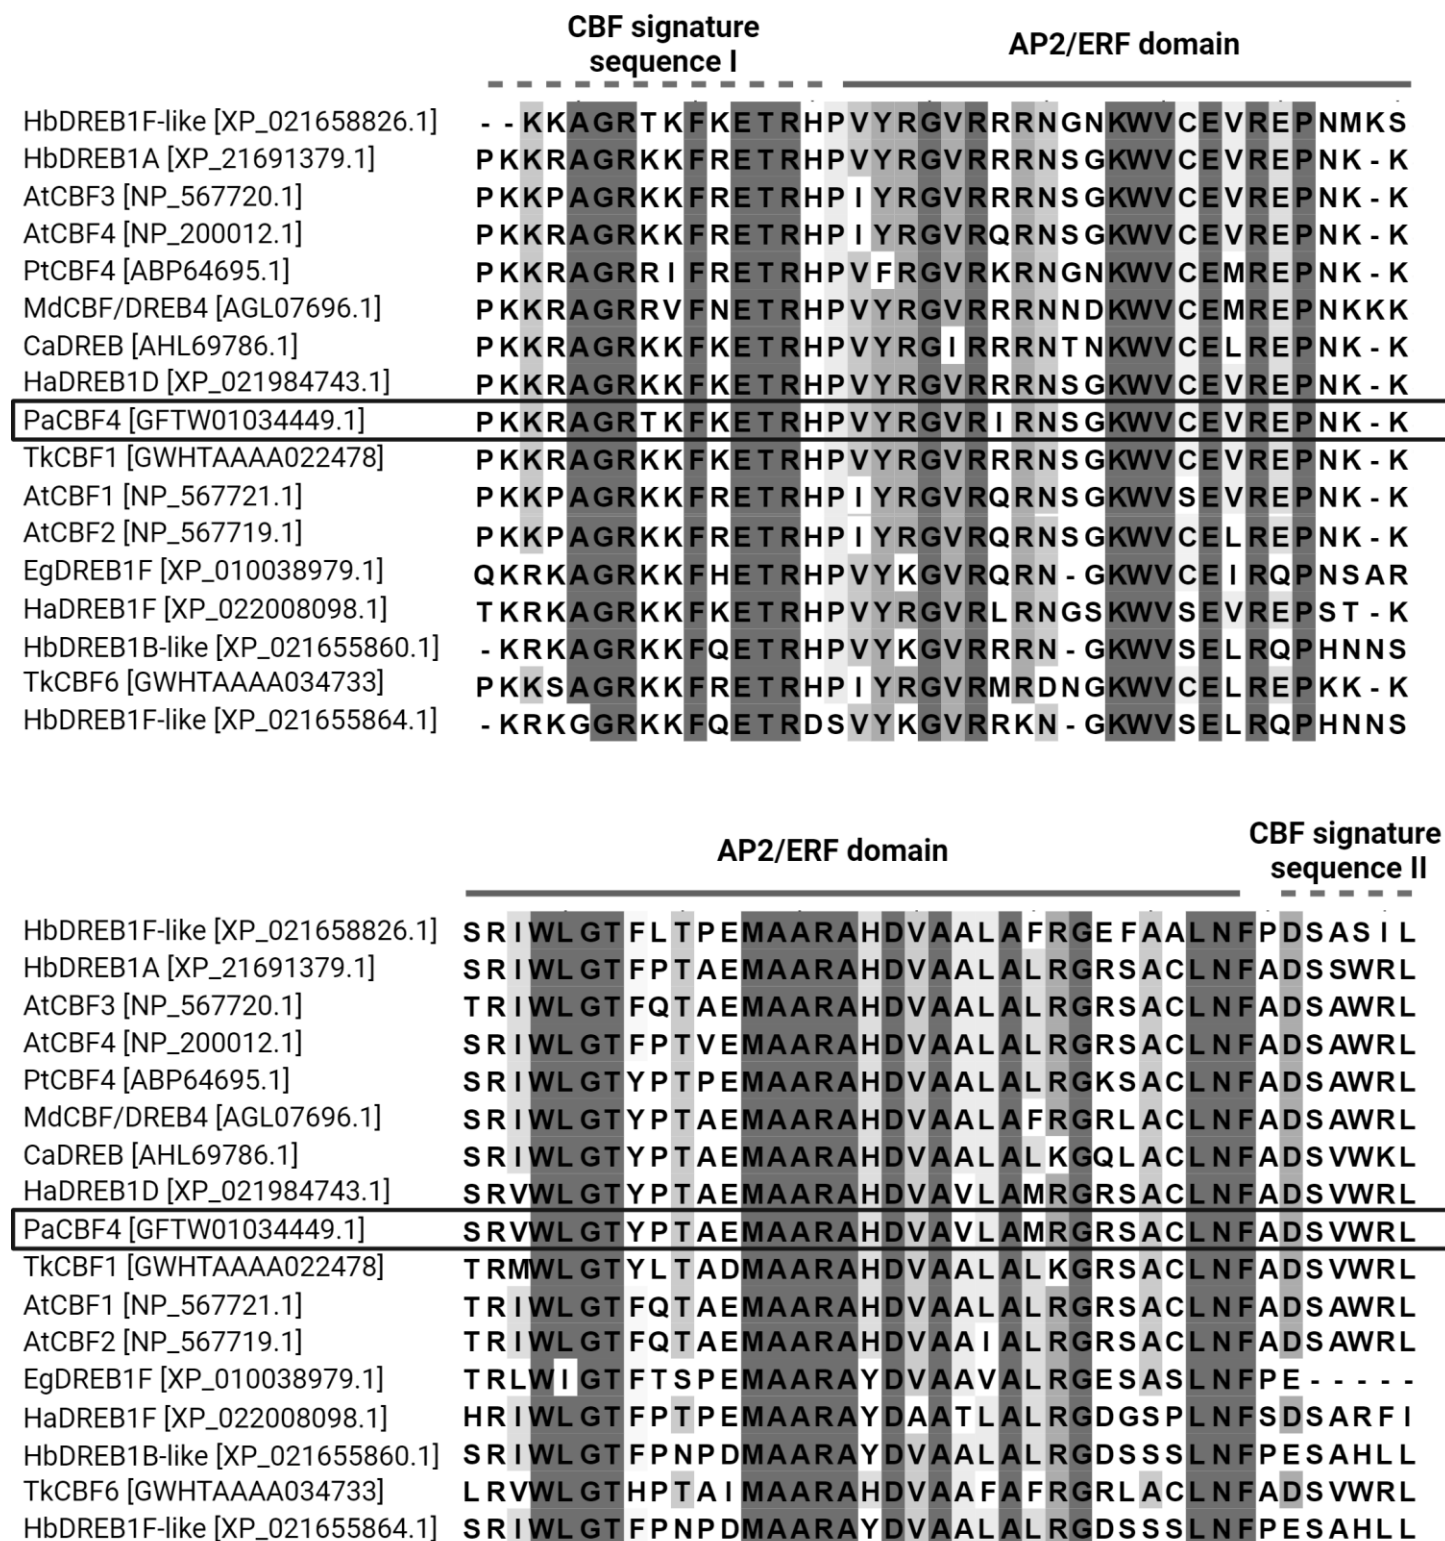 CBF signature
sequence I
AP2/ERF domain
HbDREB1F-like [XP_021658826.1] --KKAGRTKFKETRHPVYRGVRRRNGNKWVCEVREPNMKS
HbDREB1A [XP_21691379.1] PKKRAGRKKFRETRHPVYRGVRRRNSGKWVCEVREPNK-K
AtCBF3 [NP_567720.1] PKKPAGRKKFRETRHPIYRGVRRRNSGKWVCEVREPNK-K
AtCBF4 [NP_200012.1] PKKRAGRKKFRETRHPIYRGVRQRNSGKWVCEVREPNK-K
PtCBF4 [ABP64695.1] PKKRAGRRIFRETRHPVFRGVRKRNGNKWVCEMREPNK-K
MdCBF/DREB4 [AGL07696.1] PKKRAGRRVFNETRHPVYRGVRRRNNDKWVCEMREPNKKK
CaDREB [AHL69786.1] PKKRAGRKKFKETRHPVYRGIRRRNTNKWVCELREPNK-K
HaDREB1D [XP_021984743.1] PKKRAGRKKFKETRHPVYRGVRRRNSGKWVCEVREPNK-K
PaCBF4 [GFTW01034449.1] PKKRAGRTKFKETRHPVYRGVRIRNSGKWVCEVREPNK-K
TkCBF1 [GWHTAAAA022478] PKKRAGRKKFRETRHPVYRGVRRRNSGKWVCEVREPNK-K
AtCBF1 [NP_567721.1] PKKPAGRKKFRETRHPIYRGVRQRNSGKWVSEVREPNK-K
AtCBF2 [NP_567719.1] PKKPAGRKKFRETRHPIYRGVRQRNSGKWVCELREPNK-K
EgDREB1F [XP_010038979.1] QKRKAGRKKFHETRHPVYKGVRQRN-GKWVCEIRQPNSAR
HaDREB1F [XP_022008098.1] TKRKAGRKKFKETRHPVYRGVRLRNGSKWVSEVREPST-K
HbDREB1B-like [XP_021655860.1] -KRKAGRKKFQETRHPVYKGVRRRN-GKWVSELRQPHNNS
TkCBF6 [GWHTAAAA034733] PKKSAGRKKFRETRHPIYRGVRMRDNGKWVCELREPKK-K
HbDREB1F-like [XP_021655864.1] -KRKGGRKKFQETRDSVYKGVRRKN-GKWVSELRQPHNNS
AP2/ERF domain
CBF signature
sequence II
HbDREB1F-like [XP_021658826.1] SRIWLGTFLTPEMAARAHDVAALAFRGEFAALNFPDSASIL
HbDREB1A [XP_21691379.1] SRIWLGTFPTAEMAARAHDVAALALRGRSACLNFADSSWRL
AtCBF3 [NP_567720.1] TRIWLGTFQTAEMAARAHDVAALALRGRSACLNFADSAWRL
AtCBF4 [NP_200012.1] SRIWLGTFPTVEMAARAHDVAALALRGRSACLNFADSAWRL
PtCBF4 [ABP64695.1] SRIWLGTYPTPEMAARAHDVAALALRGKSACLNFADSAWRL
MdCBF/DREB4 [AGL07696.1] SRIWLGTYPTAEMAARAHDVAALAFRGRLACLNFADSAWRL
CaDREB [AHL69786.1] SRIWLGTYPTAEMAARAHDVAALALKGQLACLNFADSVWKL
HaDREB1D [XP_021984743.1] SRVWLGTYPTAEMAARAHDVAVLAMRGRSACLNFADSVWRL
PaCBF4 [GFTW01034449.1] SRVWLGTYPTAEMAARAHDVAVLAMRGRSACLNFADSVWRL
TkCBF1 [GWHTAAAA022478] TRMWLGTYLTADMAARAHDVAALALKGRSACLNFADSVWRL
AtCBF1 [NP_567721.1] TRIWLGTFQTAEMAARAHDVAALALRGRSACLNFADSAWRL
AtCBF2 [NP_567719.1] TRIWLGTFQTAEMAARAHDVAAIALRGRSACLNFADSAWRL
EgDREB1F [XP_010038979.1] TRLWIGTFTSPEMAARAYDVAAVALRGESASLNFPE-----
HaDREB1F [XP_022008098.1] HRIWLGTFPTPEMAARAYDAATLALRGDGSPLNFSDSARFI
HbDREB1B-like [XP_021655860.1] SRIWLGTFPNPDMAARAYDVAALALRGDSSSLNFPESAHLL
TkCBF6 [GWHTAAAA034733] LRVWLGTHPTAIMAARAHDVAAFAFRGRLACLNFADSVWRL
HbDREB1F-like [XP_021655864.1] SRIWLGTFPNPDMAARAYDVAALALRGDSSSLNFPESAHLL